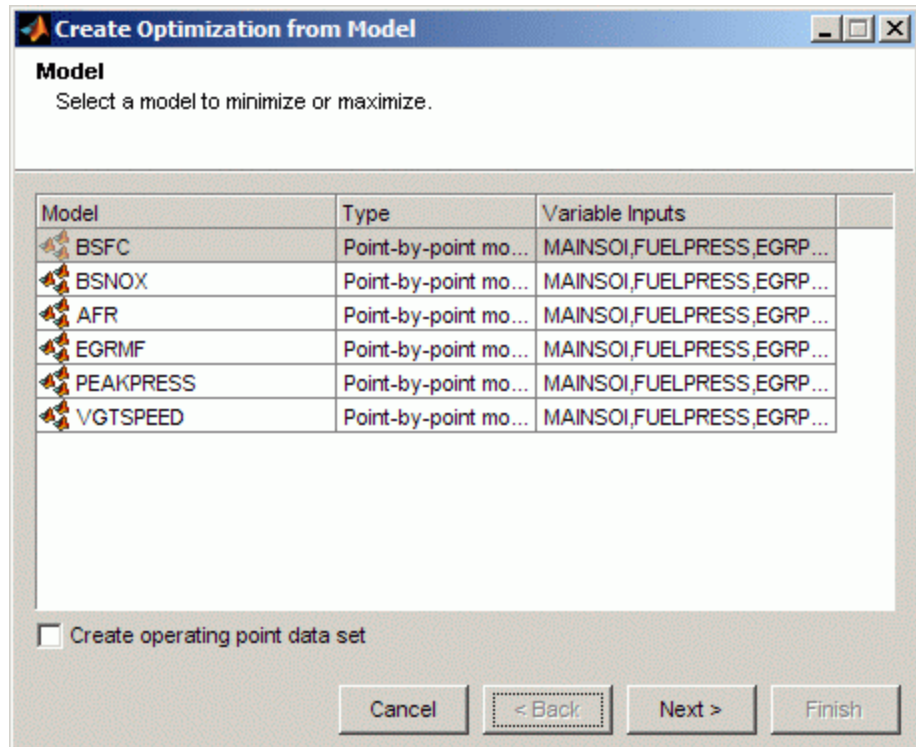 Create Optimization from Model
Model
Select a model to minimize or maximize.
Model Type Variable Inputs
BSFC Point-by-point mo... MAINSOI,FUELPRESS,EGRP...
BSNOX Point-by-point mo... MAINSOI,FUELPRESS,EGRP...
AFR Point-by-point mo... MAINSOI,FUELPRESS,EGRP...
EGRMF Point-by-point mo... MAINSOI,FUELPRESS,EGRP...
PEAKPRESS Point-by-point mo... MAINSOI,FUELPRESS,EGRP...
VGTSPEED Point-by-point mo... MAINSOI,FUELPRESS,EGRP...
Create operating point data set
Cancel < Back Next > Finish